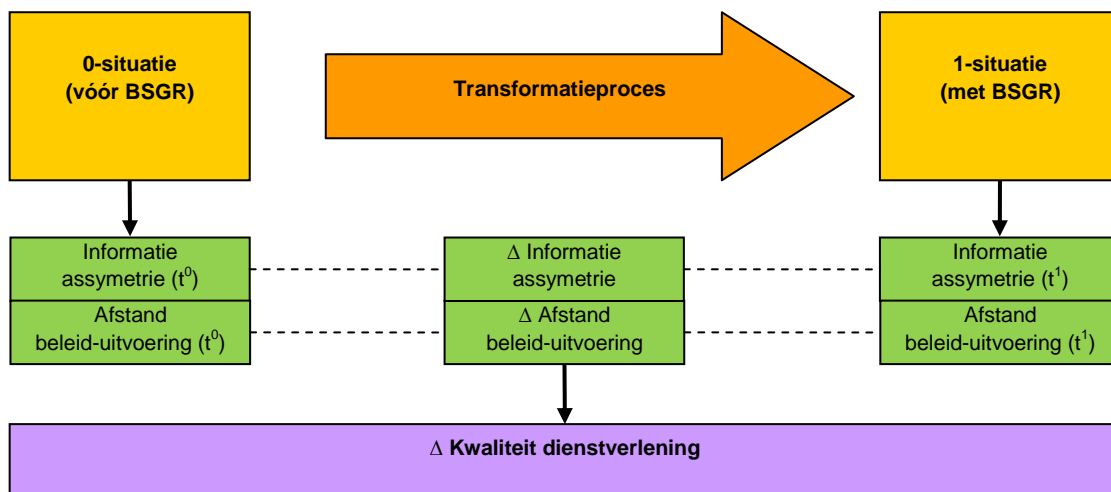 0-situatie
(vóór BSGR)
Transformatieproces
1-situatie
(met BSGR)
Informatie
assymetrie (t⁰)
Δ Informatie
assymetrie
Informatie
assymetrie (t¹)
Afstand
beleid-uitvoering (t⁰)
Δ Afstand
beleid-uitvoering
Afstand
beleid-uitvoering (t¹)
Δ Kwaliteit dienstverlening